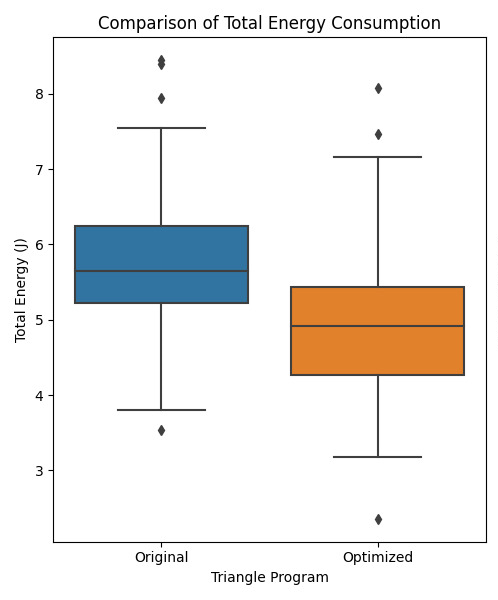 Comparison of Total Energy Consumption
8
7
6
5
4
3
Total Energy (J)
Original
Optimized
Triangle Program